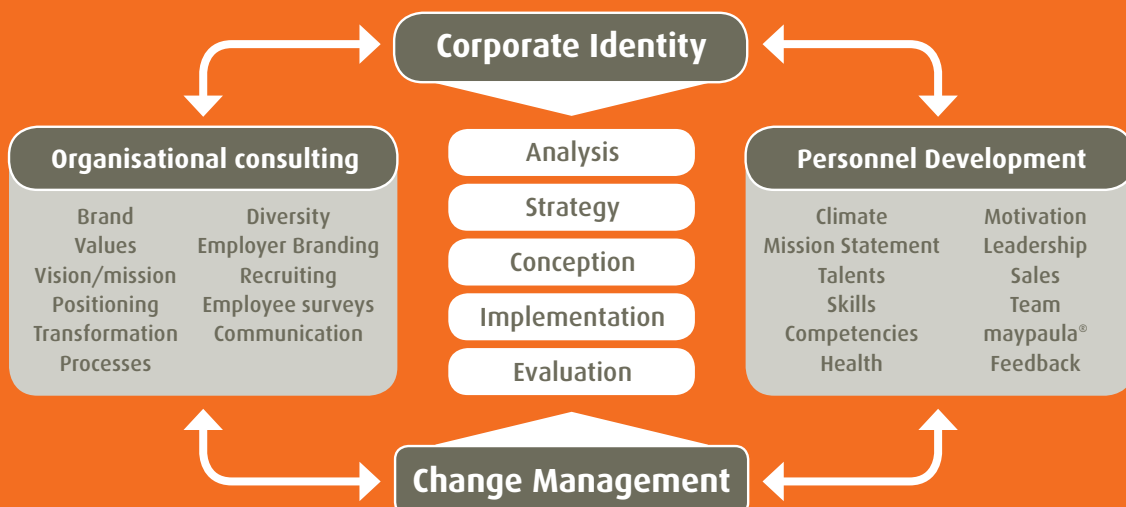 Corporate Identity
Organisational consulting
Brand
Values
Vision/mission
Positioning
Transformation
Processes
Diversity
Employer Branding
Recruiting
Employee surveys
Communication
Analysis
Strategy
Conception
Implementation
Evaluation
Personnel Development
Climate
Mission Statement
Talents
Skills
Competencies
Health
Motivation
Leadership
Sales
Team
maypaula®
Feedback
Change Management